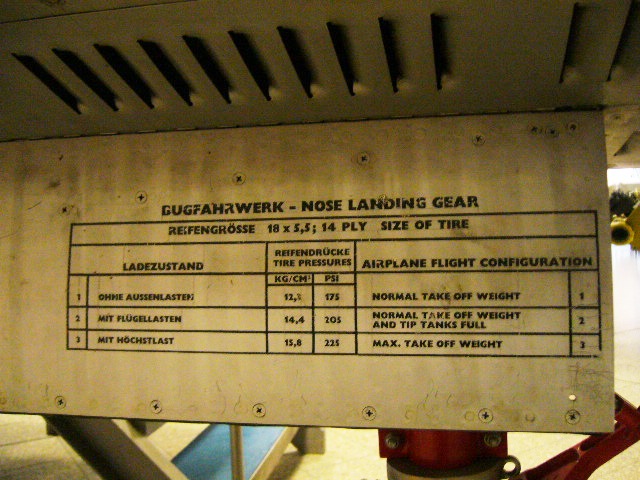 BUGFAHRWERK - NOSE LANDING GEAR
REIFENGRÖSSE 18 x 5,5; 14 PLY SIZE OF TIRE
LADEZUSTAND REIFENDRÜCKE TIRE PRESSURES AIRPLANE FLIGHT CONFIGURATION
KG/CM² PSI
1 OHNE AUSSENLASTEN 12,3 175 NORMAL TAKE OFF WEIGHT 1
2 MIT FLÜGELLASTEN 14,4 205 NORMAL TAKE OFF WEIGHT AND TIP TANKS FULL 2
3 MIT HÖCHSTLAST 15,8 225 MAX. TAKE OFF WEIGHT 3